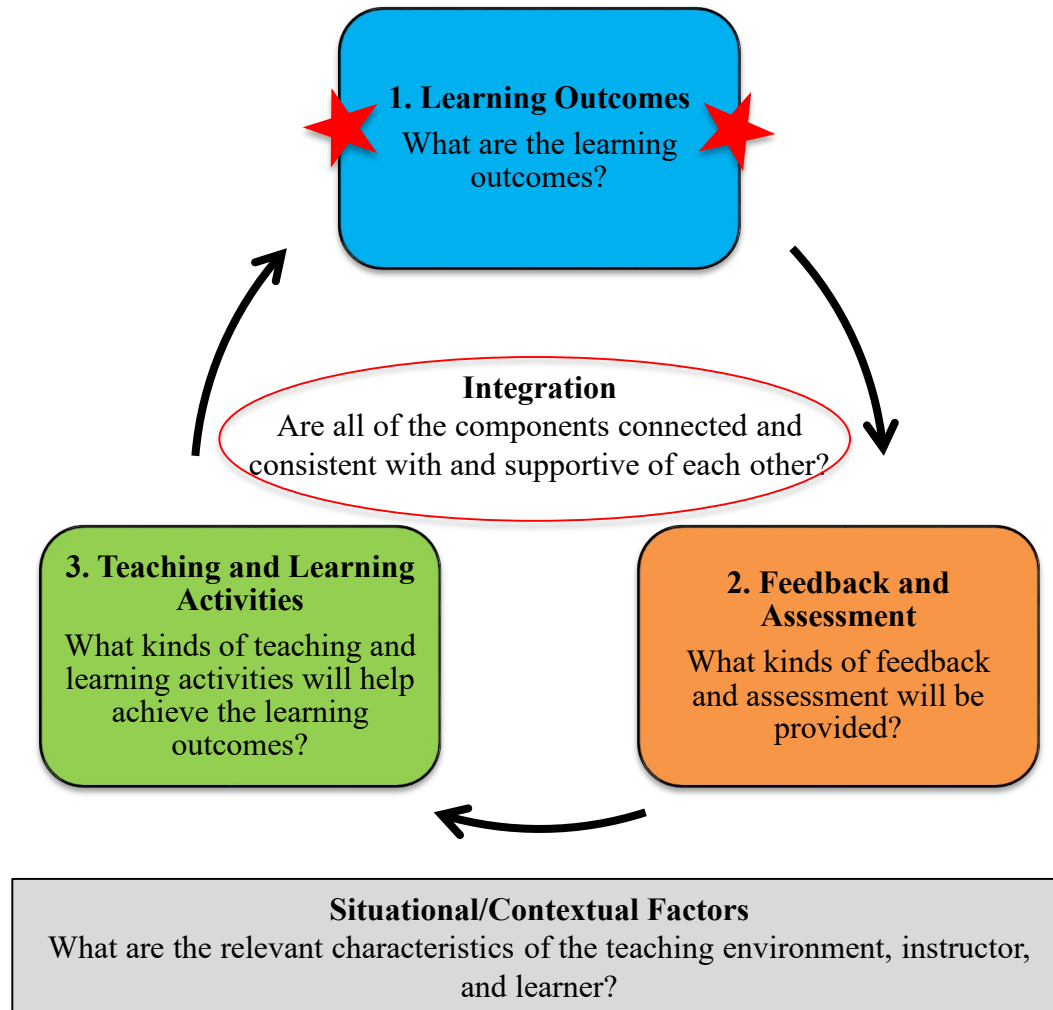 1. Learning Outcomes
What are the learning
outcomes?
Integration
Are all of the components connected and
consistent with and supportive of each other?
3. Teaching and Learning
Activities
What kinds of teaching and
learning activities will help
achieve the learning
outcomes?
2. Feedback and
Assessment
What kinds of feedback
and assessment will be
provided?
Situational/Contextual Factors
What are the relevant characteristics of the teaching environment, instructor,
and learner?